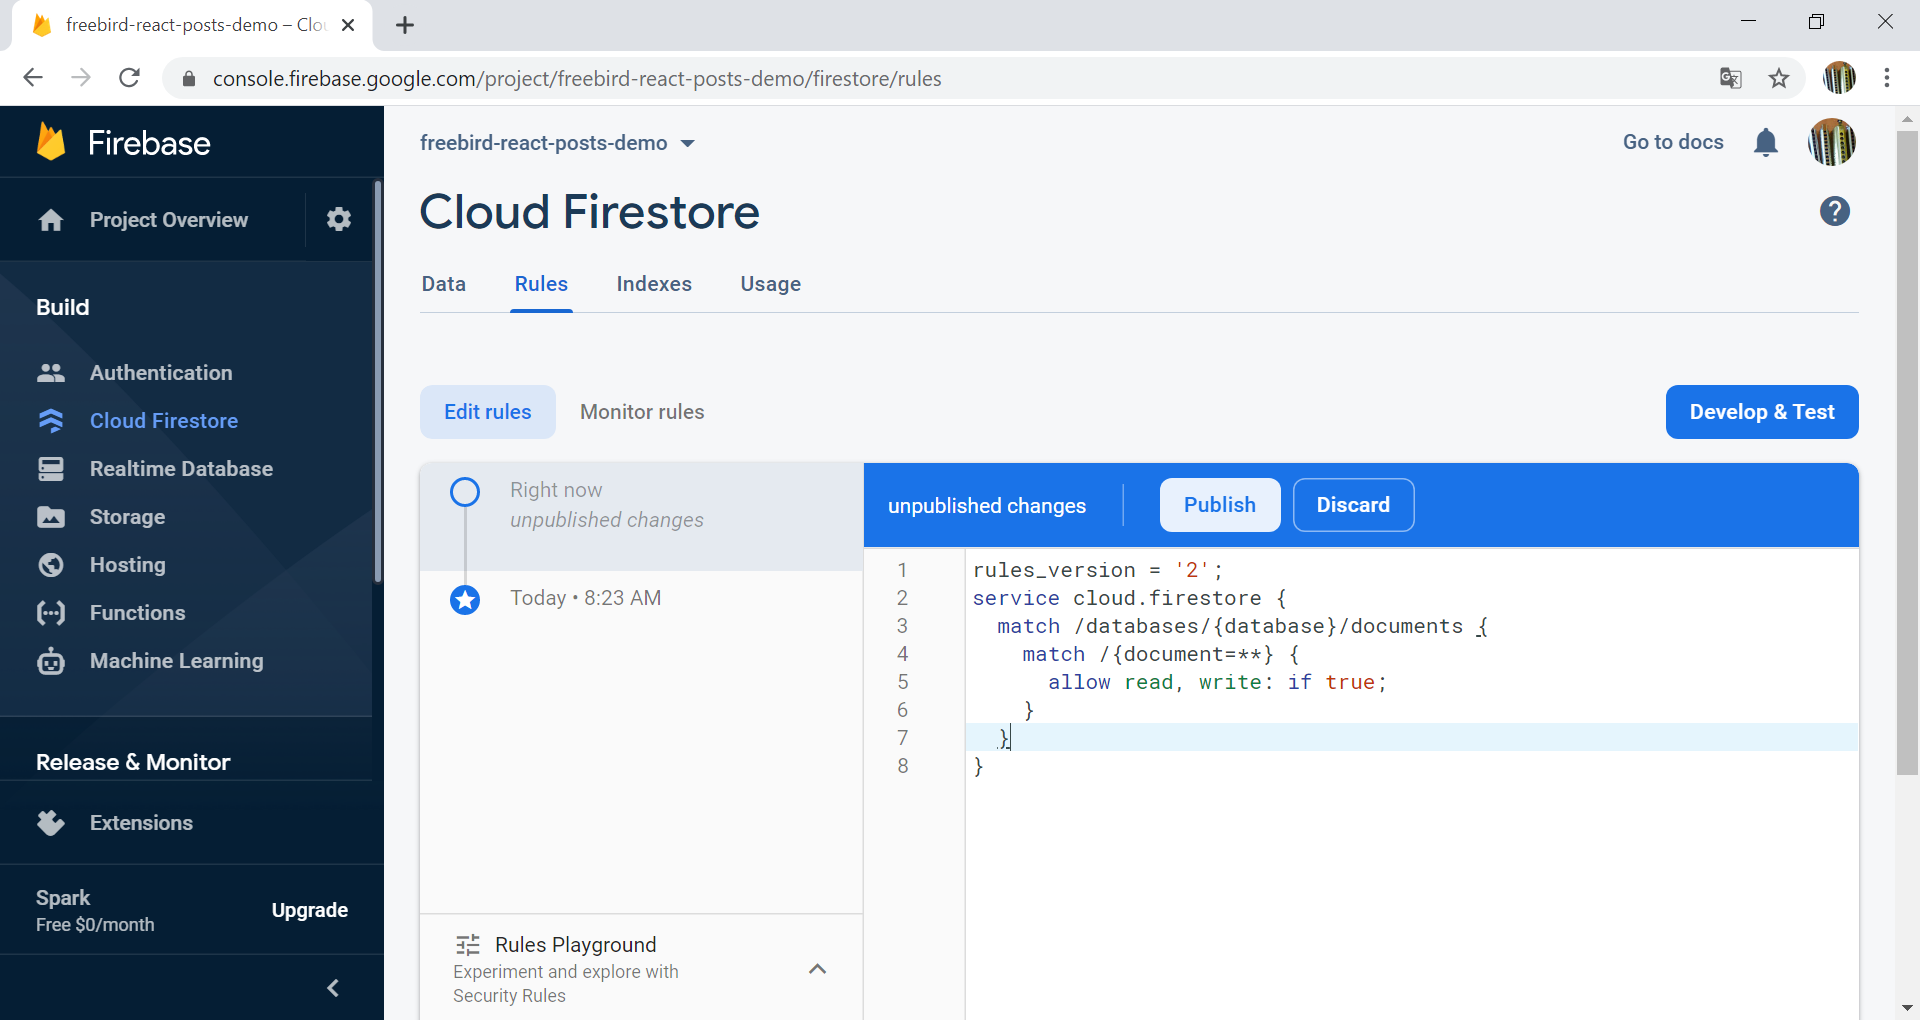 freebird-react-posts-demo – Clou
console.firebase.google.com/project/freebird-react-posts-demo/firestore/rules
Firebase
Project Overview
Build
Authentication
Cloud Firestore
Realtime Database
Storage
Hosting
Functions
Machine Learning
Release & Monitor
Extensions
Spark
Free $0/month
Upgrade
freebird-react-posts-demo
Go to docs
Cloud Firestore
?
Data Rules Indexes Usage
Edit rules Monitor rules
Develop & Test
Right now
unpublished changes
Today • 8:23 AM
Rules Playground
Experiment and explore with
Security Rules
unpublished changes Publish Discard
1 rules_version = '2';
2 service cloud.firestore {
3 match /databases/{database}/documents {
4 match /{document=**} {
5 allow read, write: if true;
6 }
7 }
8 }